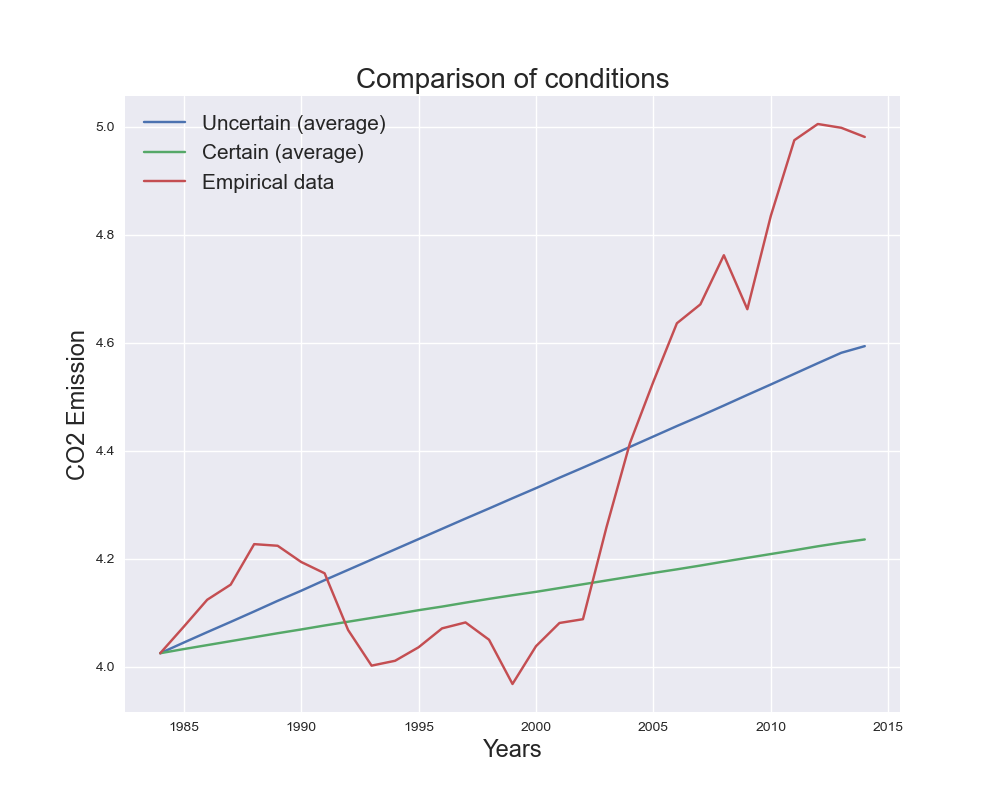 Comparison of conditions
Uncertain (average)
Certain (average)
Empirical data
5.0
4.8
4.6
4.4
4.2
4.0
CO2 Emission
1985 1990 1995 2000 2005 2010 2015
Years